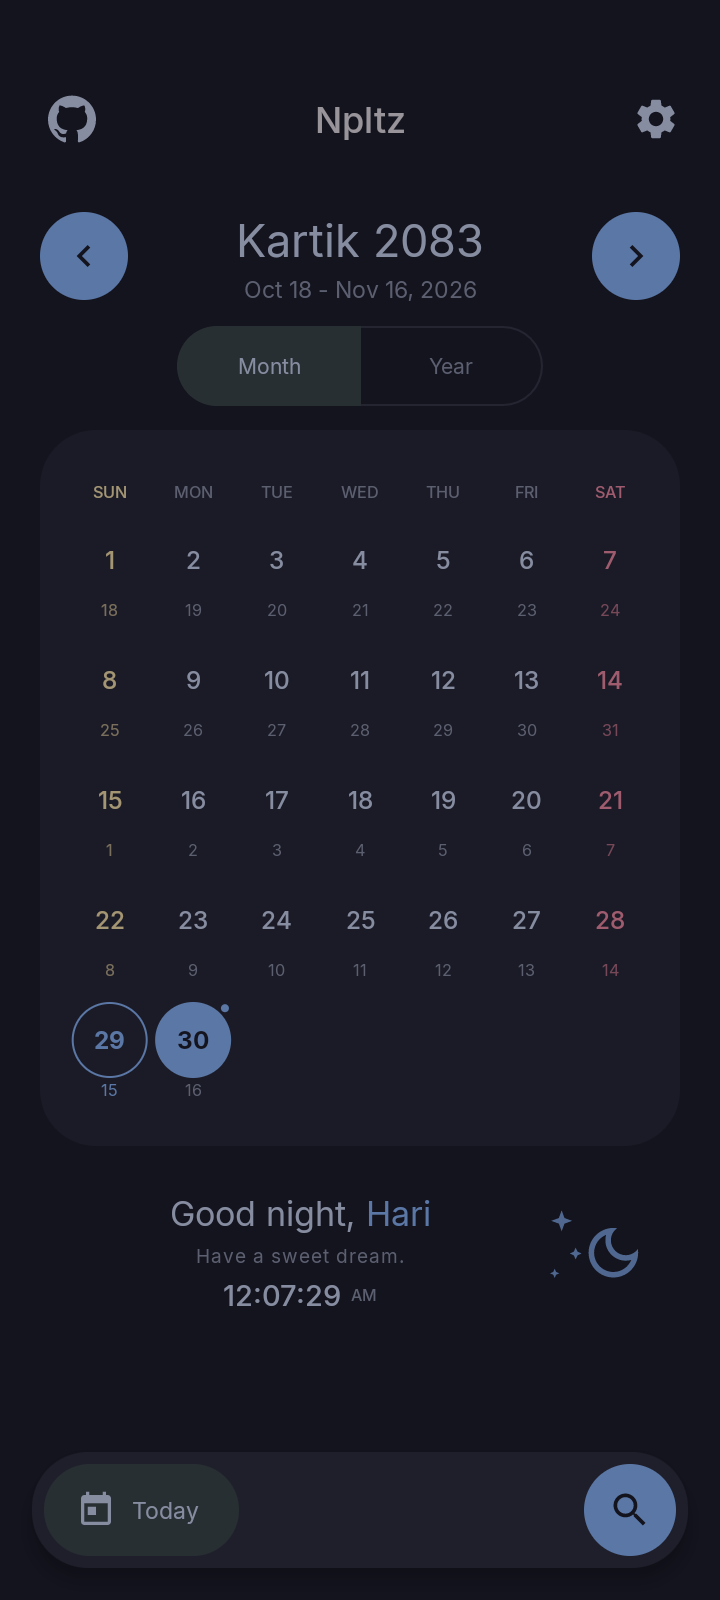 Npltz
Kartik 2083
Oct 18 - Nov 16, 2026
Month Year
SUN MON TUE WED THU FRI SAT
1 2 3 4 5 6 7
18 19 20 21 22 23 24
8 9 10 11 12 13 14
25 26 27 28 29 30 31
15 16 17 18 19 20 21
1 2 3 4 5 6 7
22 23 24 25 26 27 28
8 9 10 11 12 13 14
29 30
15 16
Good night, Hari
Have a sweet dream.
12:07:29 AM
Today